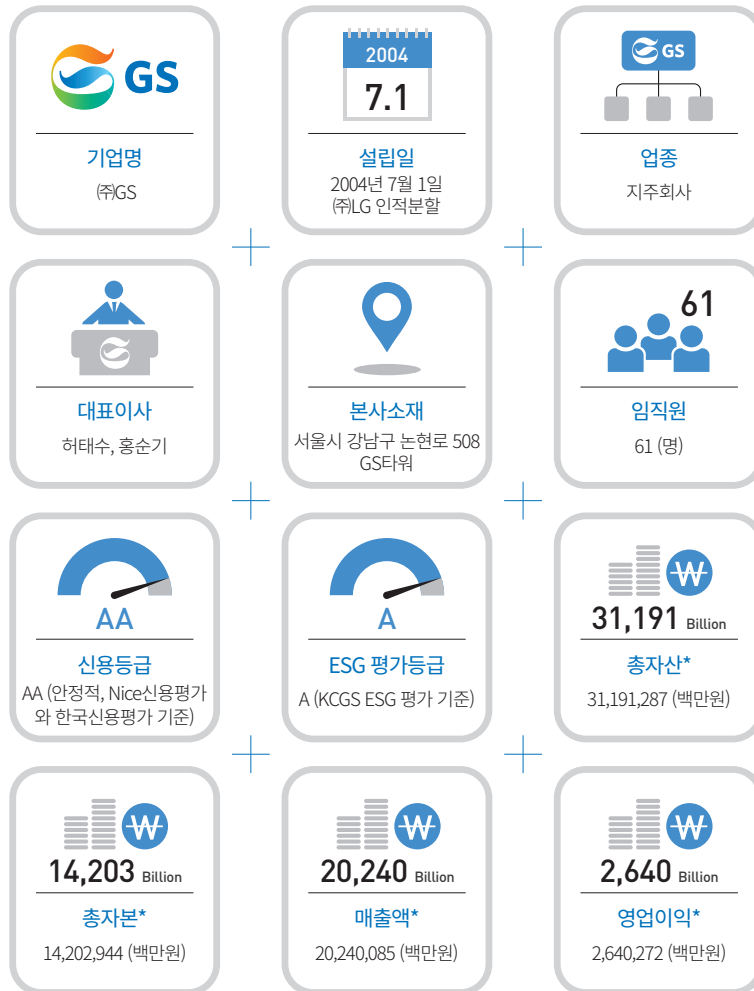 GS
2004
7.1
GS
기업명
㈜GS
설립일
2004년 7월 1일
㈜LG 인적분할
업종
지주회사
61
대표이사
허태수, 홍순기
본사소재
서울시 강남구 논현로 508
GS타워
임직원
61 (명)
AA
신용등급
AA (안정적, Nice신용평가
와 한국신용평가 기준)
A
ESG 평가등급
A (KCGS ESG 평가 기준)
₩
31,191 Billion
총자산*
31,191,287 (백만원)
₩
14,203 Billion
총자본*
14,202,944 (백만원)
₩
20,240 Billion
매출액*
20,240,085 (백만원)
₩
2,640 Billion
영업이익*
2,640,272 (백만원)